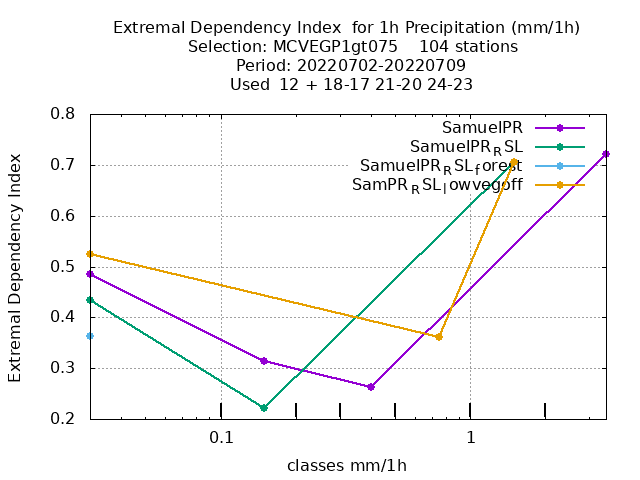 Extremal Dependency Index  for 1h Precipitation (mm/1h)
Selection: MCVEGP1gt075    104 stations
Period: 20220702-20220709
Used  12 + 18-17 21-20 24-23
Extremal Dependency Index
0.8
0.7
0.6
0.5
0.4
0.3
0.2
SamuelPR
SamuelPR_RSL
SamuelPR_RSL_forest
SamPR_RSL_lowvegoff
0.1
1
classes mm/1h